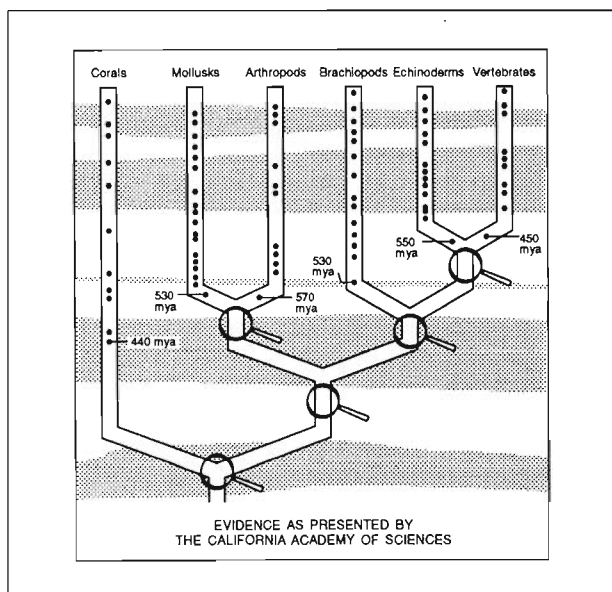 Corals Mollusks Arthropods Brachiopods Echinoderms Vertebrates
550
mya
450
mya
530
mya
530
mya
570
mya
440 mya
EVIDENCE AS PRESENTED BY
THE CALIFORNIA ACADEMY OF SCIENCES